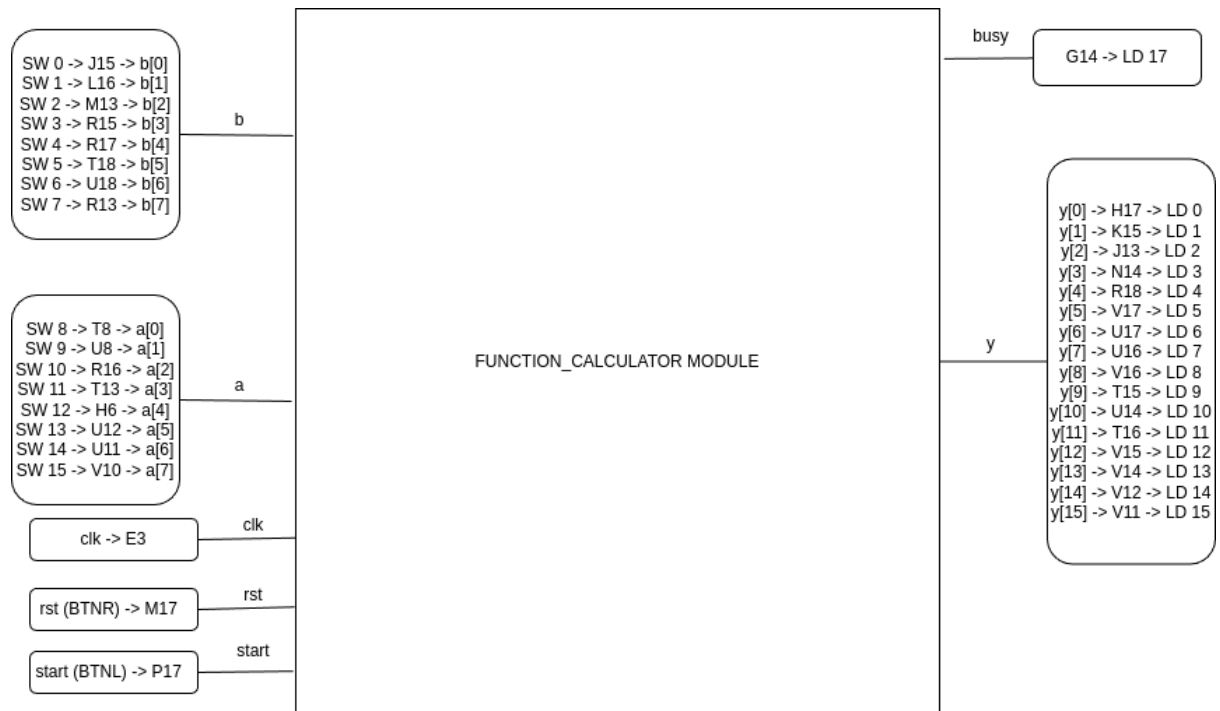 SW 0 -> J15 -> b[0]
SW 1 -> L16 -> b[1]
SW 2 -> M13 -> b[2]
SW 3 -> R15 -> b[3]
SW 4 -> R17 -> b[4]
SW 5 -> T18 -> b[5]
SW 6 -> U18 -> b[6]
SW 7 -> R13 -> b[7]
b
SW 8 -> T8 -> a[0]
SW 9 -> U8 -> a[1]
SW 10 -> R16 -> a[2]
SW 11 -> T13 -> a[3]
SW 12 -> H6 -> a[4]
SW 13 -> U12 -> a[5]
SW 14 -> U11 -> a[6]
SW 15 -> V10 -> a[7]
a
clk -> E3
clk
rst (BTNR) -> M17
rst
start (BTNL) -> P17
start
FUNCTION_CALCULATOR MODULE
busy
G14 -> LD 17
y
y[0] -> H17 -> LD 0
y[1] -> K15 -> LD 1
y[2] -> J13 -> LD 2
y[3] -> N14 -> LD 3
y[4] -> R18 -> LD 4
y[5] -> V17 -> LD 5
y[6] -> U17 -> LD 6
y[7] -> U16 -> LD 7
y[8] -> V16 -> LD 8
y[9] -> T15 -> LD 9
y[10] -> U14 -> LD 10
y[11] -> T16 -> LD 11
y[12] -> V15 -> LD 12
y[13] -> V14 -> LD 13
y[14] -> V12 -> LD 14
y[15] -> V11 -> LD 15